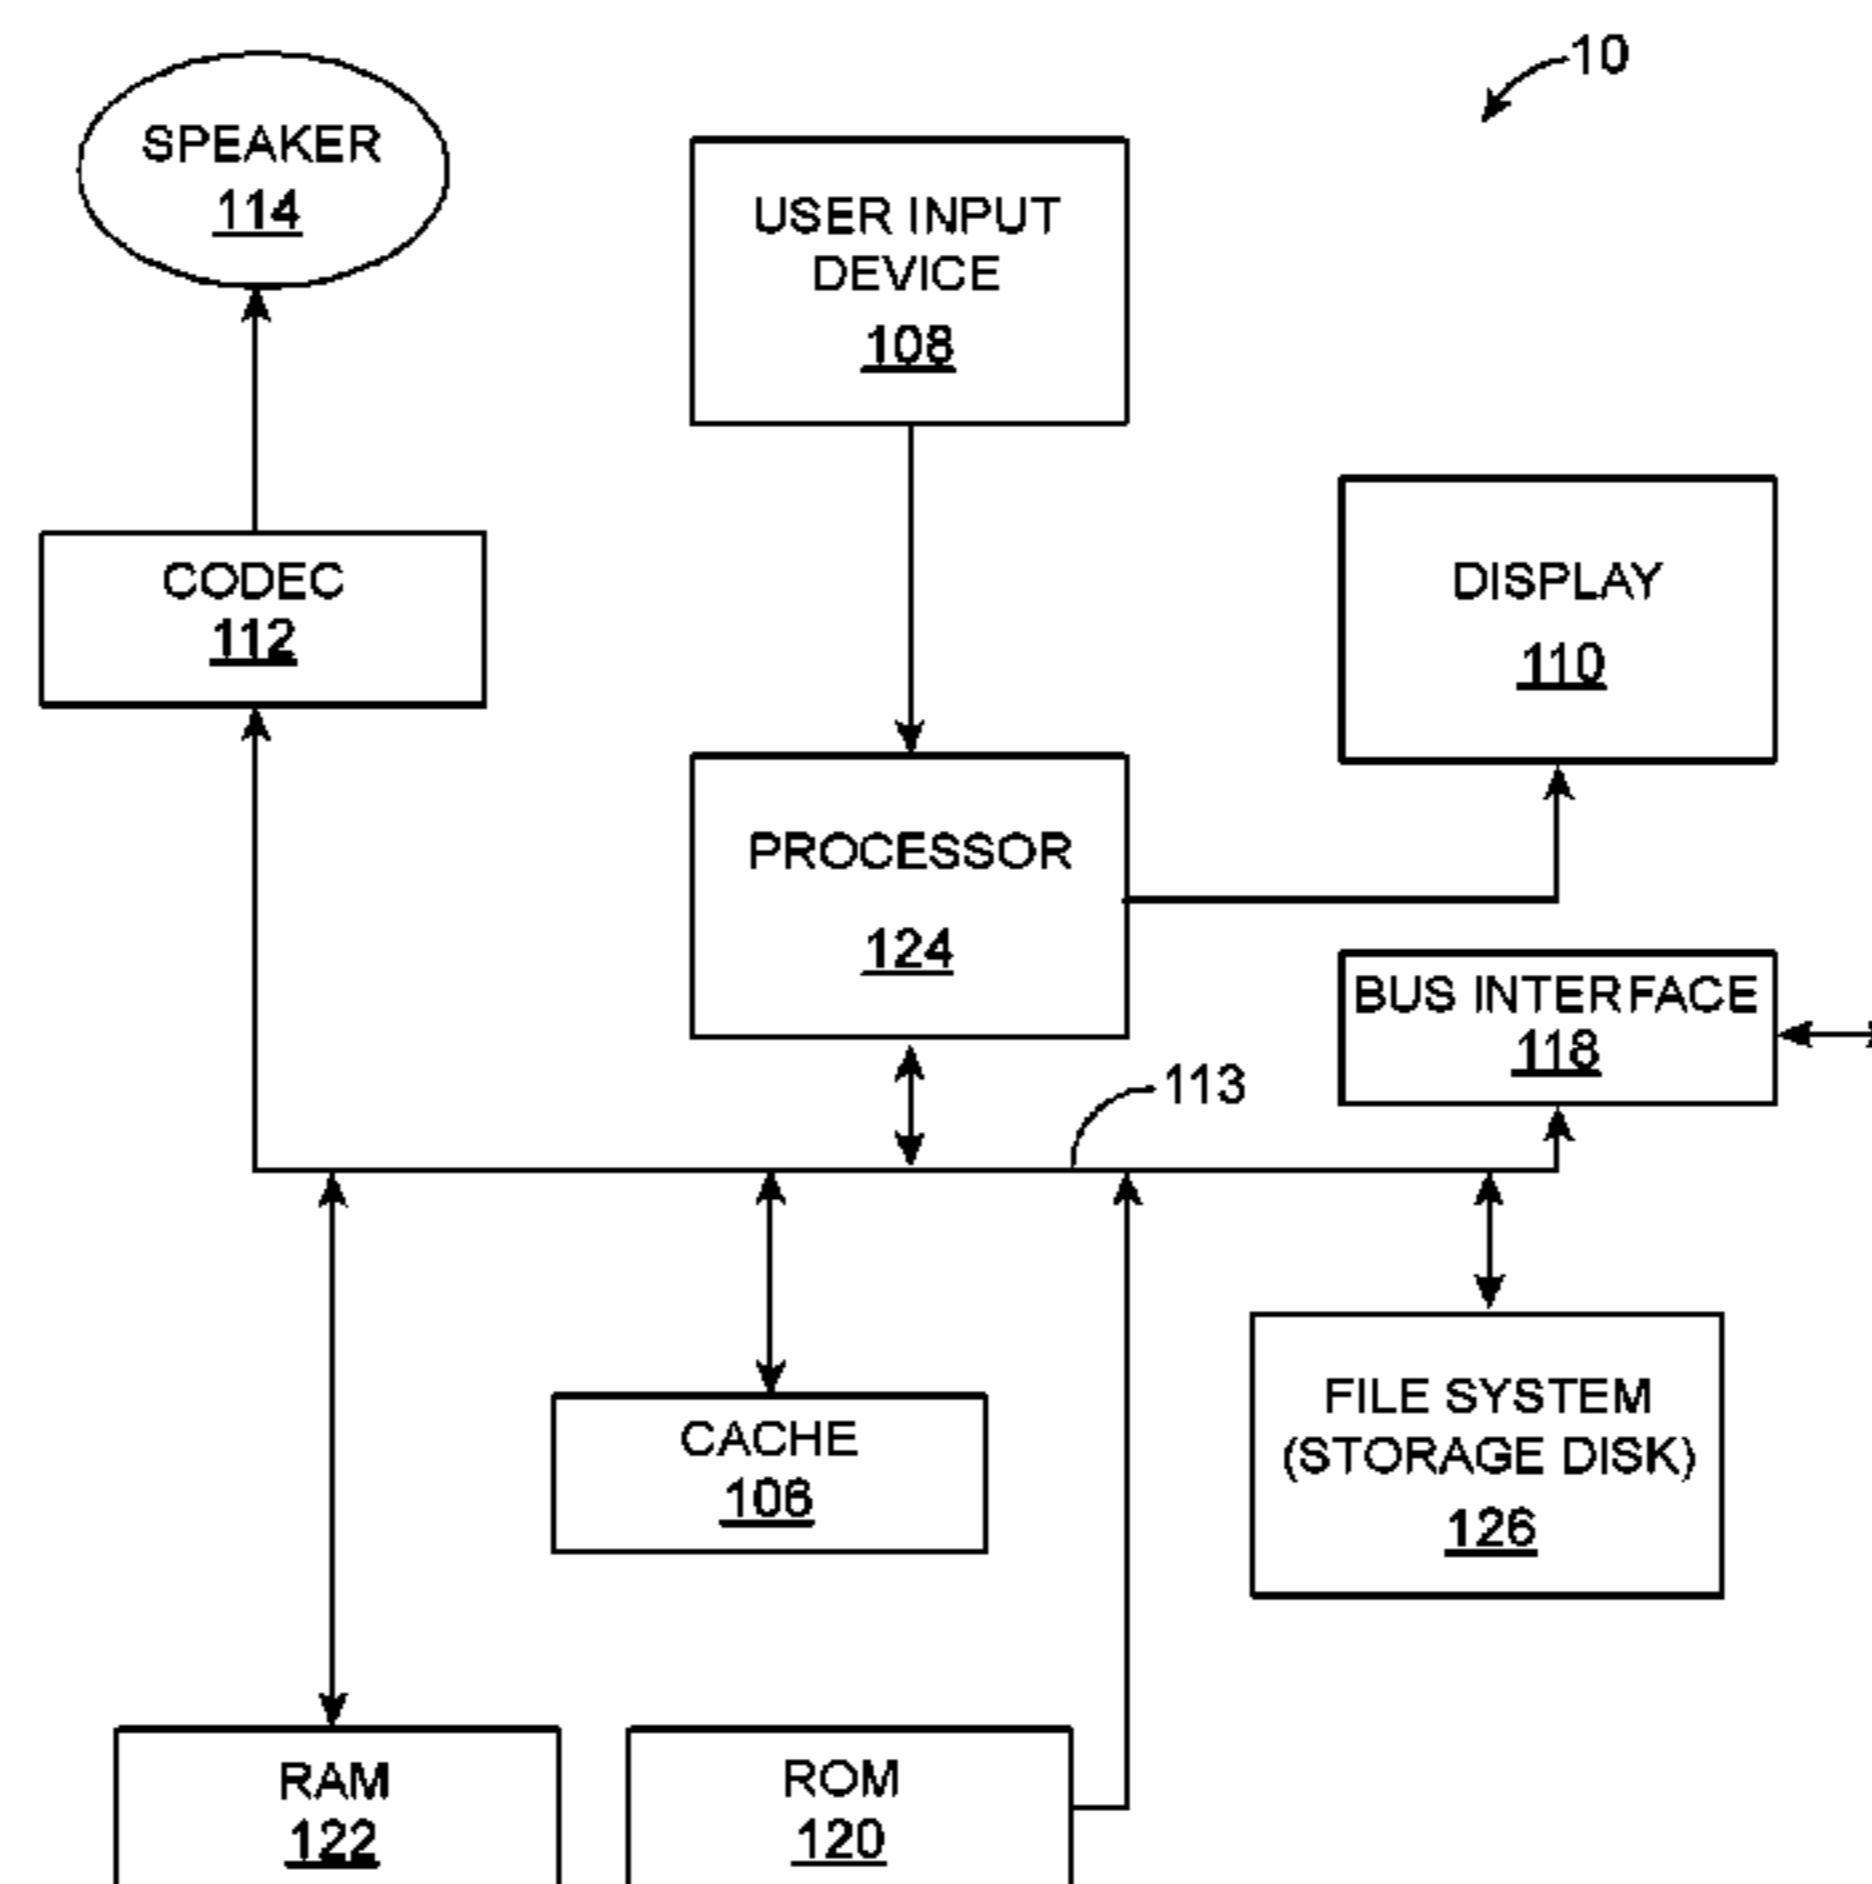 10
SPEAKER
114
USER INPUT
DEVICE
108
CODEC
112
DISPLAY
110
PROCESSOR
124
BUS INTERFACE
118
113
CACHE
106
FILE SYSTEM
(STORAGE DISK)
126
RAM
122
ROM
120